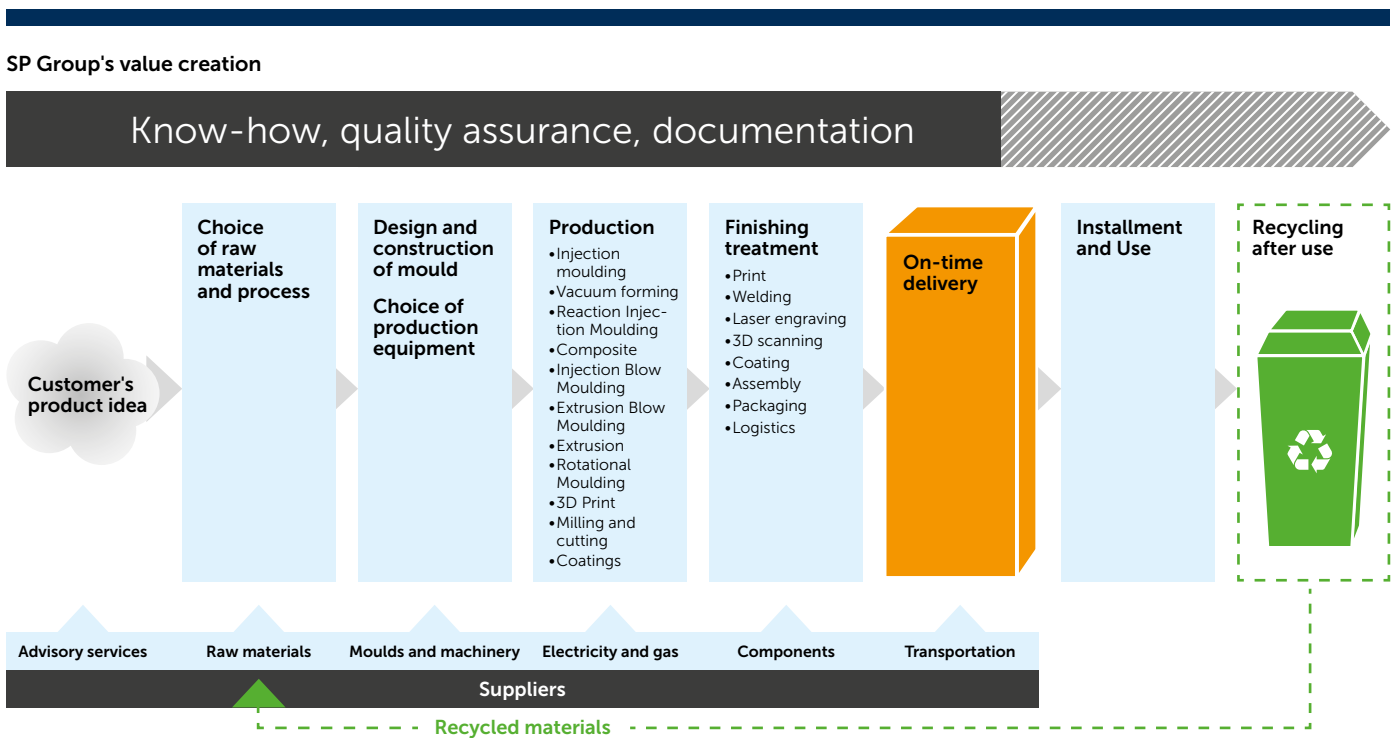 SP Group's value creation
Know-how, quality assurance, documentation
Customer's
product idea
Choice
of raw
materials
and process
Design and
construction
of mould
Choice of
production
equipment
Production
•Injection
moulding
•Vacuum forming
•Reaction Injec-
tion Moulding
•Composite
•Injection Blow
Moulding
•Extrusion Blow
Moulding
•Extrusion
•Rotational
Moulding
•3D Print
•Milling and
cutting
•Coatings
Finishing
treatment
•Print
•Welding
•Laser engraving
•3D scanning
•Coating
•Assembly
•Packaging
•Logistics
On-time
delivery
Installment
and Use
Recycling
after use
Advisory services
Raw materials
Moulds and machinery
Electricity and gas
Components
Transportation
Suppliers
Recycled materials